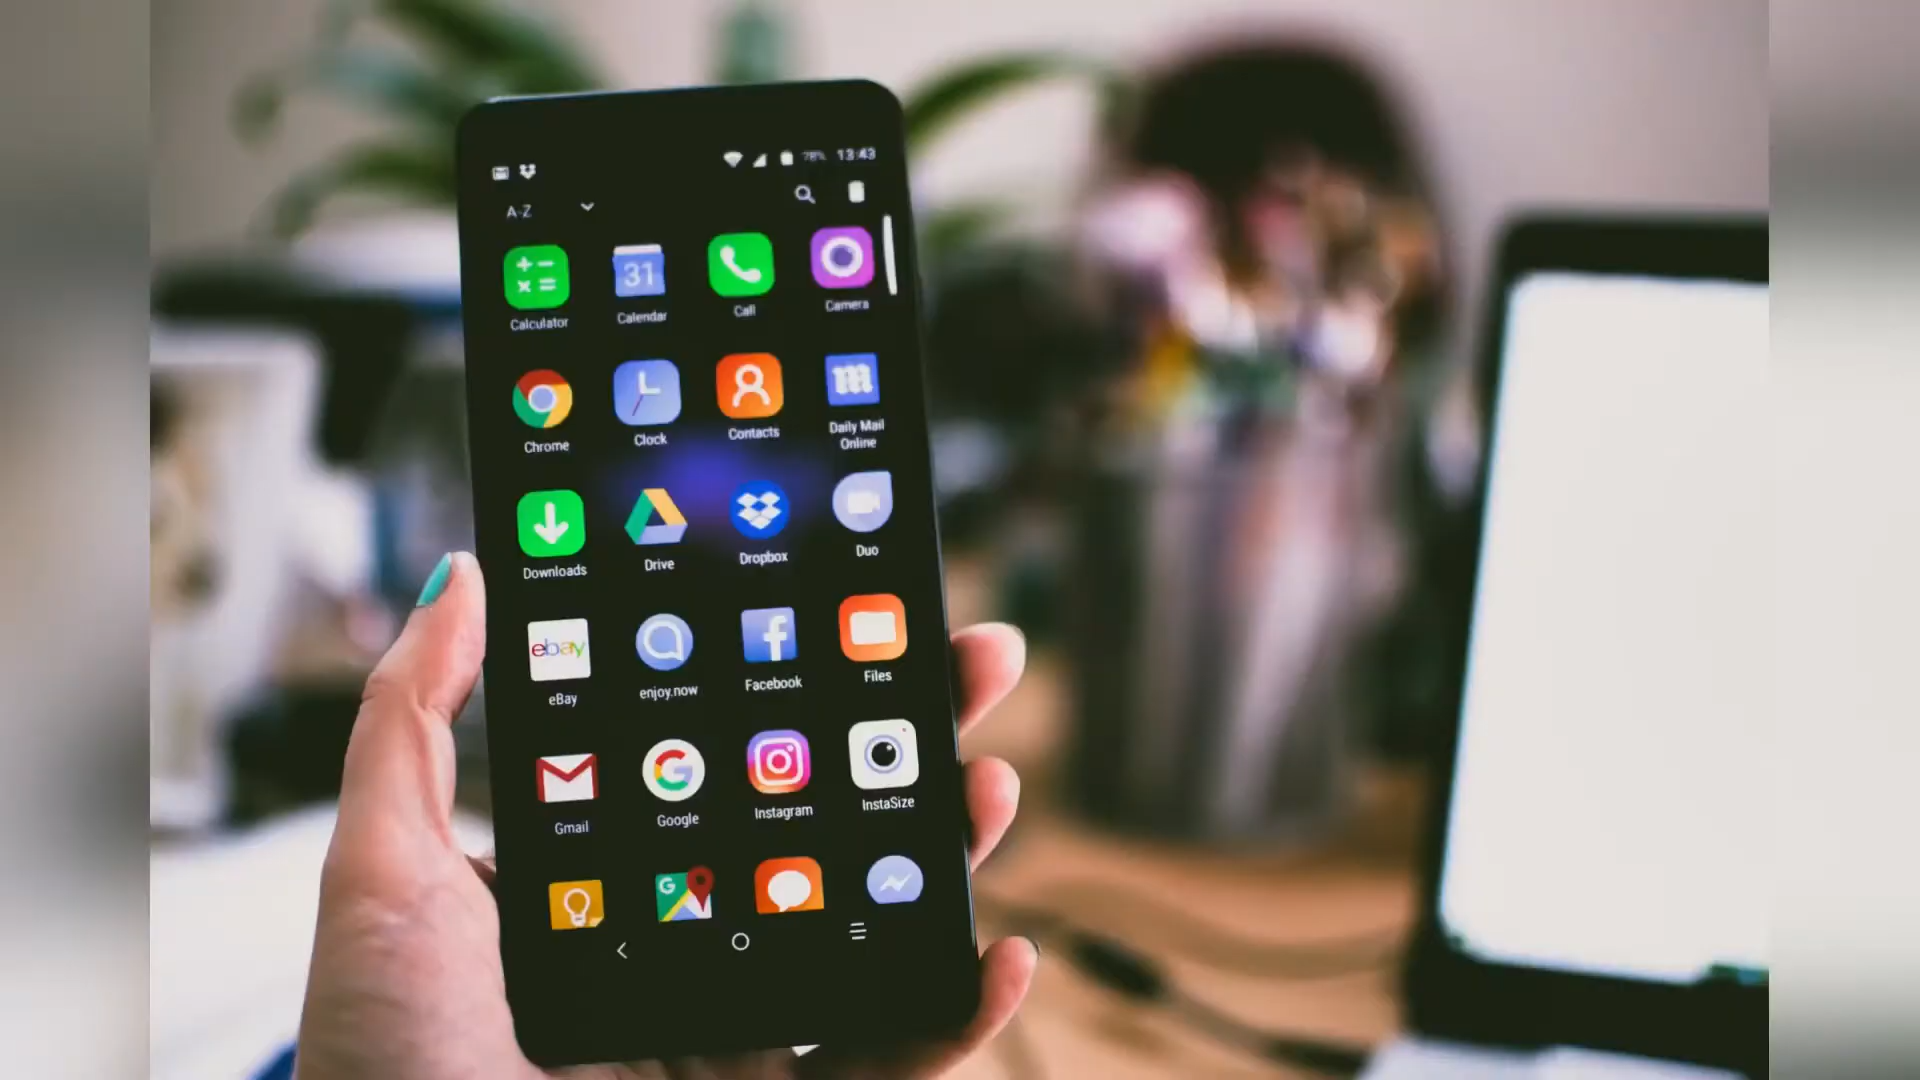 78% 13:43
A-Z
31
Calculator Calendar Call Camera
Chrome Clock Contacts Daily Mail
Online
Downloads Drive Dropbox Duo
ebay
eBay enjoy.now Facebook Files
Gmail Google Instagram InstaSize